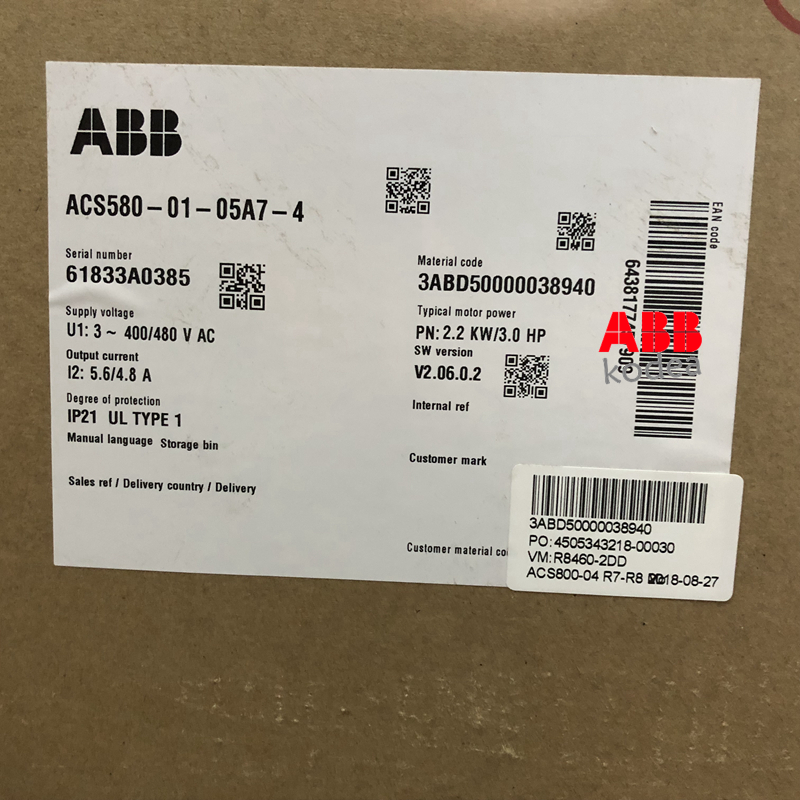 ABB
ACS580-01-05A7-4
Serial number
61833A0385
Supply voltage
U1: 3~ 400/480 V AC
Output current
I2: 5.6/4.8 A
Degree of protection
IP21 UL TYPE 1
Manual language Storage bin
Sales ref / Delivery country / Delivery
Material code
3ABD50000038940
Typical motor power
PN: 2.2 KW/3.0 HP
SW version
V2.06.0.2
Internal ref
Customer mark
Customer material
EAN code
ABB
korea
3ABD50000038940
PO:4505343218-00030
VM:R8460-2DD
ACS800-04 R7-R8 2018-08-27